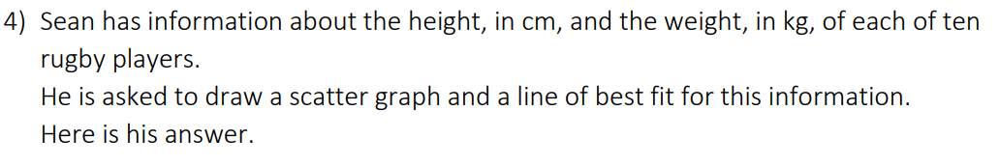 4) Sean has information about the height, in cm, and the weight, in kg, of each of ten
rugby players.
He is asked to draw a scatter graph and a line of best fit for this information.
Here is his answer.